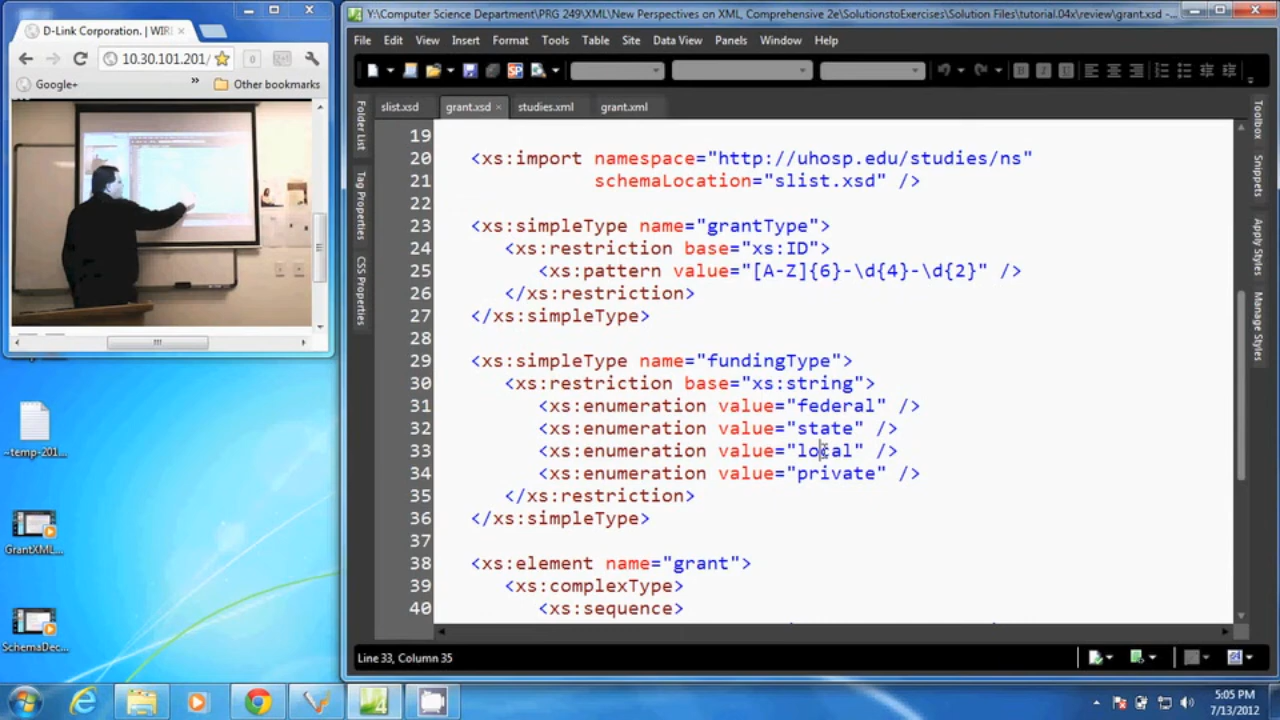 D-Link Corporation. | WIRI
10.30.101.201/
Google+
»
Other bookmarks
~temp-201...
GrantXML...
SchemaDec...
Y:\Computer Science Department\PRG 249\XML\New Perspectives on XML, Comprehensive 2e\SolutionstoExercises\Solution Files\tutorial.04x\review\grant.xsd -...
File Edit View Insert Format Tools Table Site Data View Panels Window Help
slist.xsd grant.xsd studies.xml grant.xml
Folder List
Tag Properties
CSS Properties
19
20 <xs:import namespace="http://uhosp.edu/studies/ns"
21 schemaLocation="slist.xsd" />
22
23 <xs:simpleType name="grantType">
24 <xs:restriction base="xs:ID">
25 <xs:pattern value="[A-Z]{6}-\d{4}-\d{2}" />
26 </xs:restriction>
27 </xs:simpleType>
28
29 <xs:simpleType name="fundingType">
30 <xs:restriction base="xs:string">
31 <xs:enumeration value="federal" />
32 <xs:enumeration value="state" />
33 <xs:enumeration value="local" />
34 <xs:enumeration value="private" />
35 </xs:restriction>
36 </xs:simpleType>
37
38 <xs:element name="grant">
39 <xs:complexType>
40 <xs:sequence>
Toolbox
Snippets
Apply Styles
Manage Styles
Line 33, Column 35
5:05 PM
7/13/2012